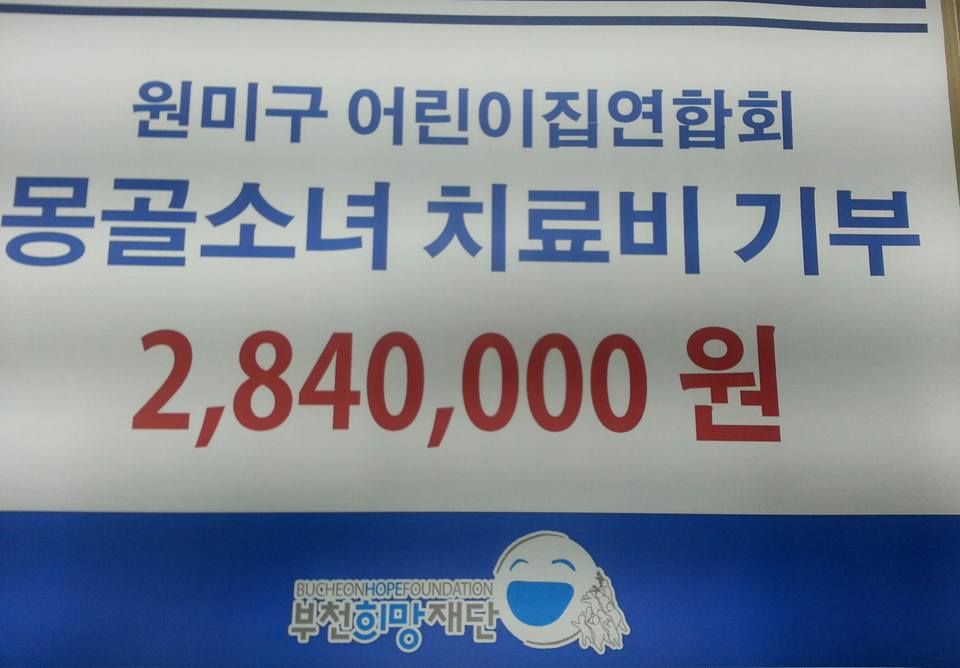 원미구 어린이집연합회
몽골소녀 치료비 기부
2,840,000 원
BUCHEONHOPEFOUNDATION
부천희망재단